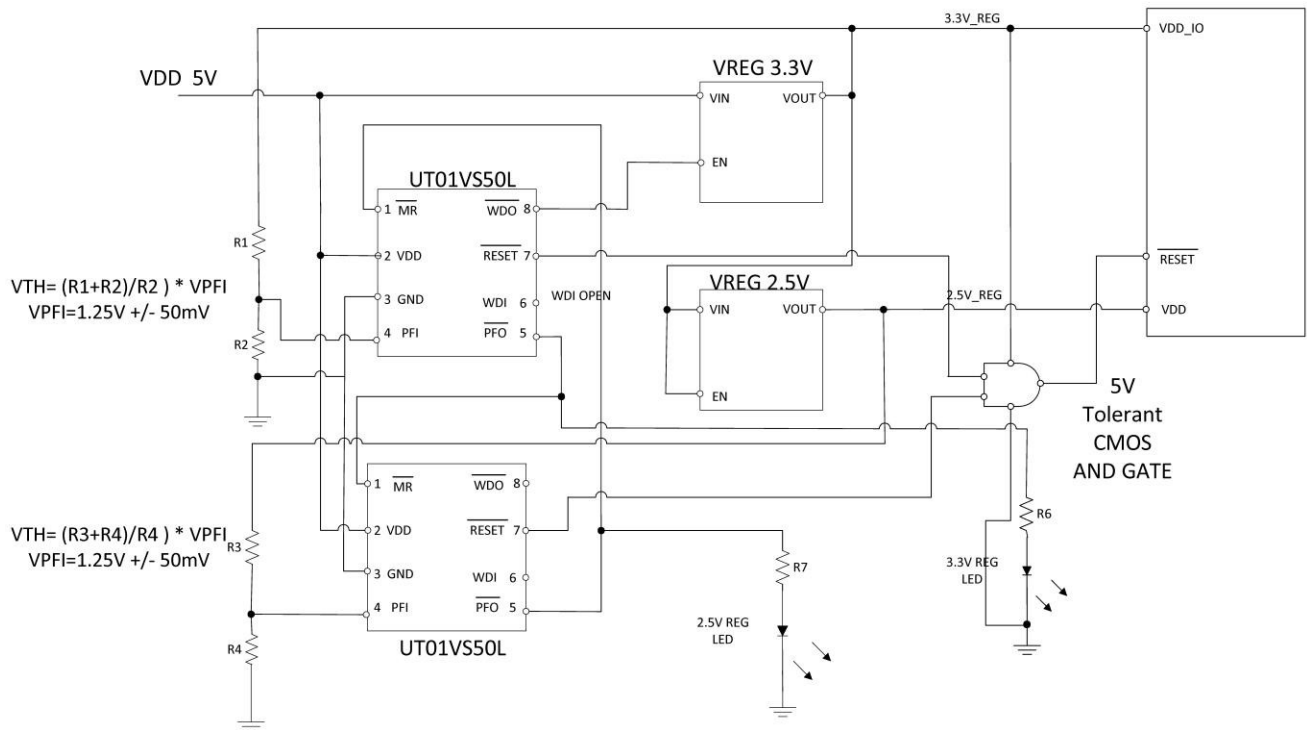 3.3V_REG
VDD_IO
VDD 5V
VREG 3.3V
VIN
VOUT
EN
UT01VS50L
1
MR
WDO
8
R1
2
VDD
RESET
7
RESET
VTH= (R1+R2)/R2 ) * VPFI
VPFI=1.25V +/- 50mV
3
GND
WDI
6
WDI OPEN
VREG 2.5V
2.5V_REG
VIN
VOUT
VDD
4
PFI
PFO
5
R2
EN
5V
Tolerant
CMOS
AND GATE
1
MR
WDO
8
VTH= (R3+R4)/R4 ) * VPFI
VPFI=1.25V +/- 50mV
R3
2
VDD
RESET
7
R6
3
GND
WDI
6
R7
3.3V REG
LED
4
PFI
PFO
5
2.5V REG
LED
R4
UT01VS50L